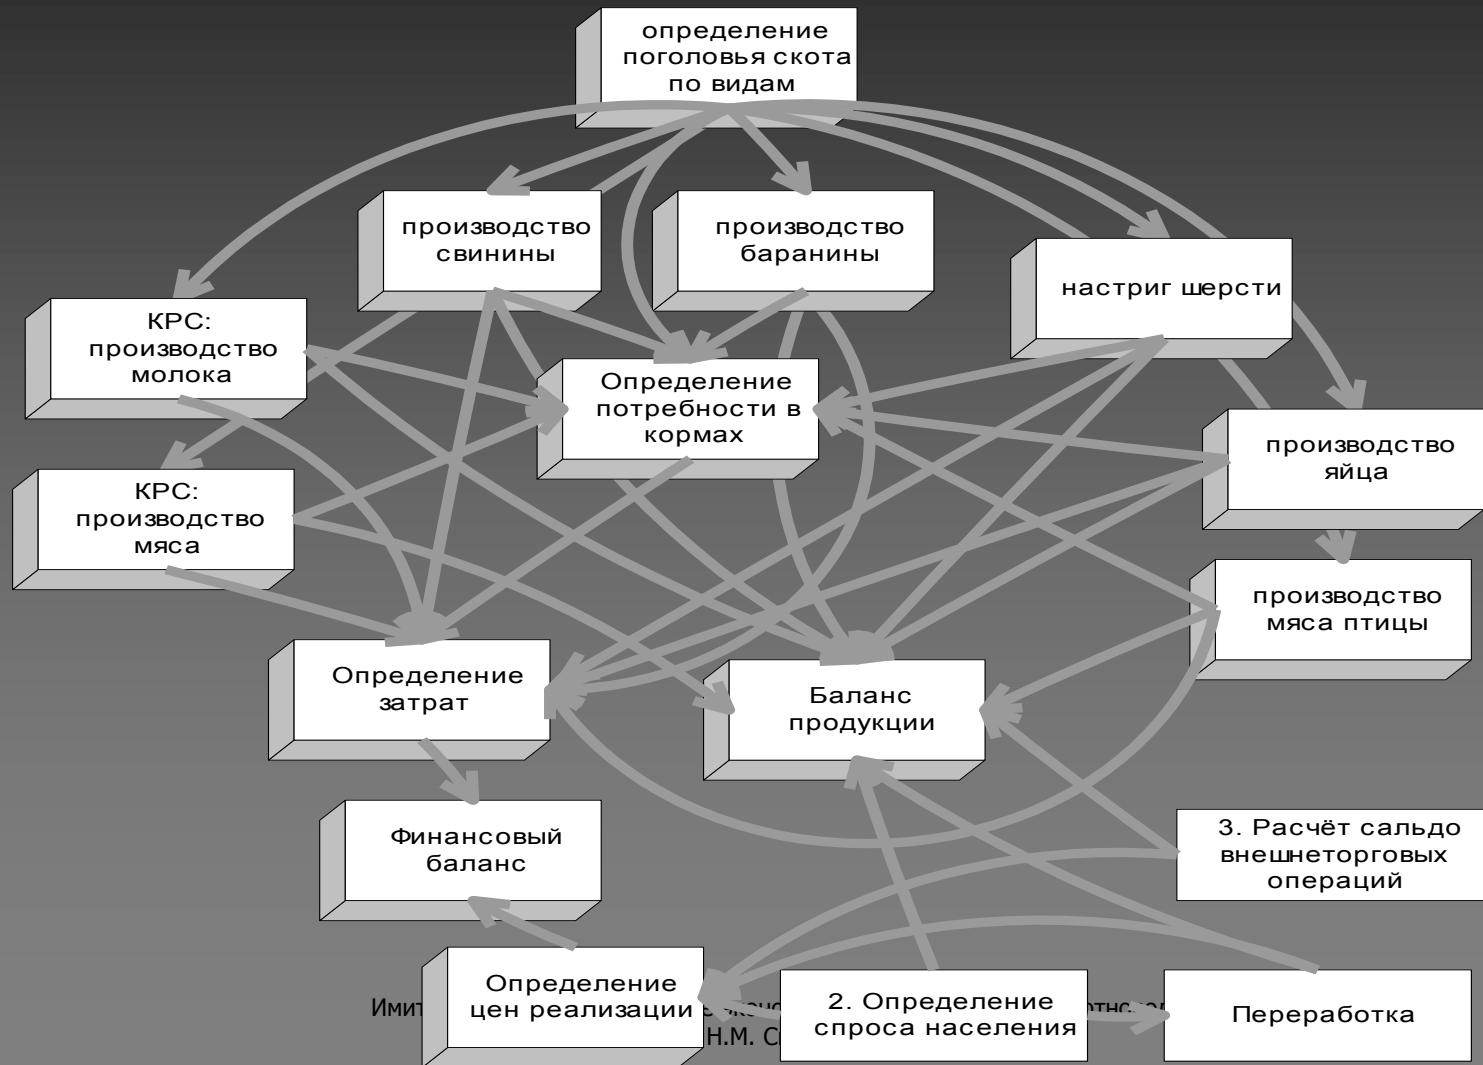 определение
поголовья скота
по видам
производство
свинины
производство
баранины
настриг шерсти
КРС:
производство
молока
Определение
потребности в
кормах
производство
яйца
КРС:
производство
мяса
производство
мяса птицы
Определение
затрат
Баланс
продукции
Финансовый
баланс
3. Расчёт сальдо
внешнеторговых
операций
Определение
цен реализации
2. Определение
спроса населения
Переработка
Н.М.